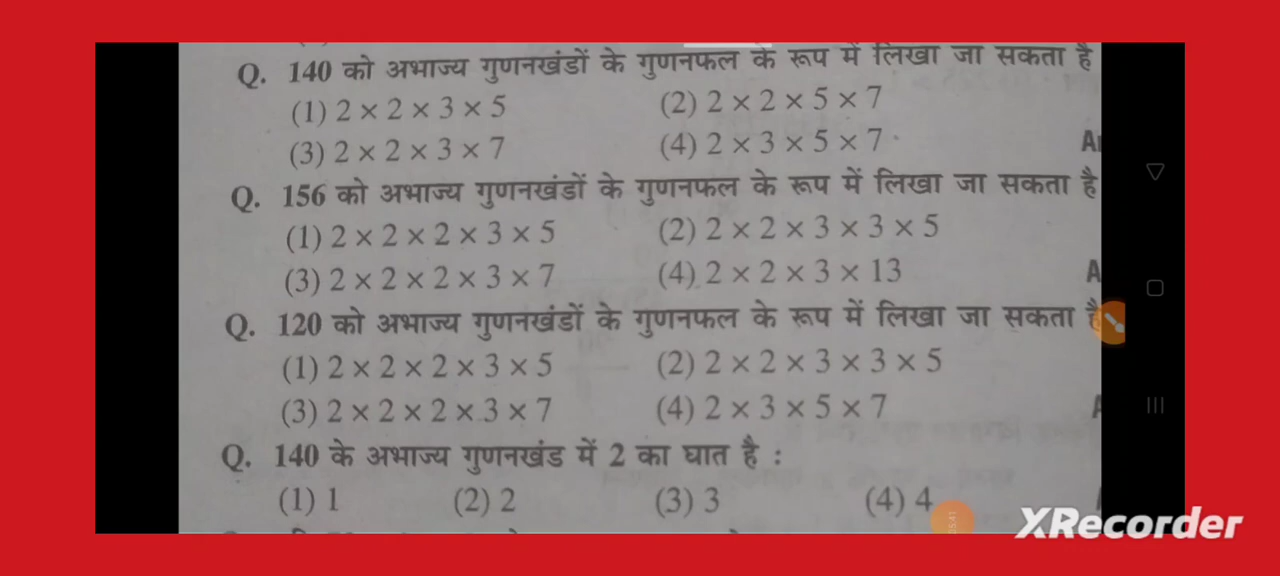 Q. 140 को अभाज्य गुणनखंडों के गुणनफल के रूप में लिखा जा सकता है
(1) 2 × 2 × 3 × 5 (2) 2 × 2 × 5 × 7
(3) 2 × 2 × 3 × 7 (4) 2 × 3 × 5 × 7
Q. 156 को अभाज्य गुणनखंडों के गुणनफल के रूप में लिखा जा सकता है
(1) 2 × 2 × 2 × 3 × 5 (2) 2 × 2 × 3 × 3 × 5
(3) 2 × 2 × 2 × 3 × 7 (4) 2 × 2 × 3 × 13
Q. 120 को अभाज्य गुणनखंडों के गुणनफल के रूप में लिखा जा सकता है
(1) 2 × 2 × 2 × 3 × 5 (2) 2 × 2 × 3 × 3 × 5
(3) 2 × 2 × 2 × 3 × 7 (4) 2 × 3 × 5 × 7
Q. 140 के अभाज्य गुणनखंड में 2 का घात है :
(1) 1 (2) 2 (3) 3 (4) 4
XRecorder